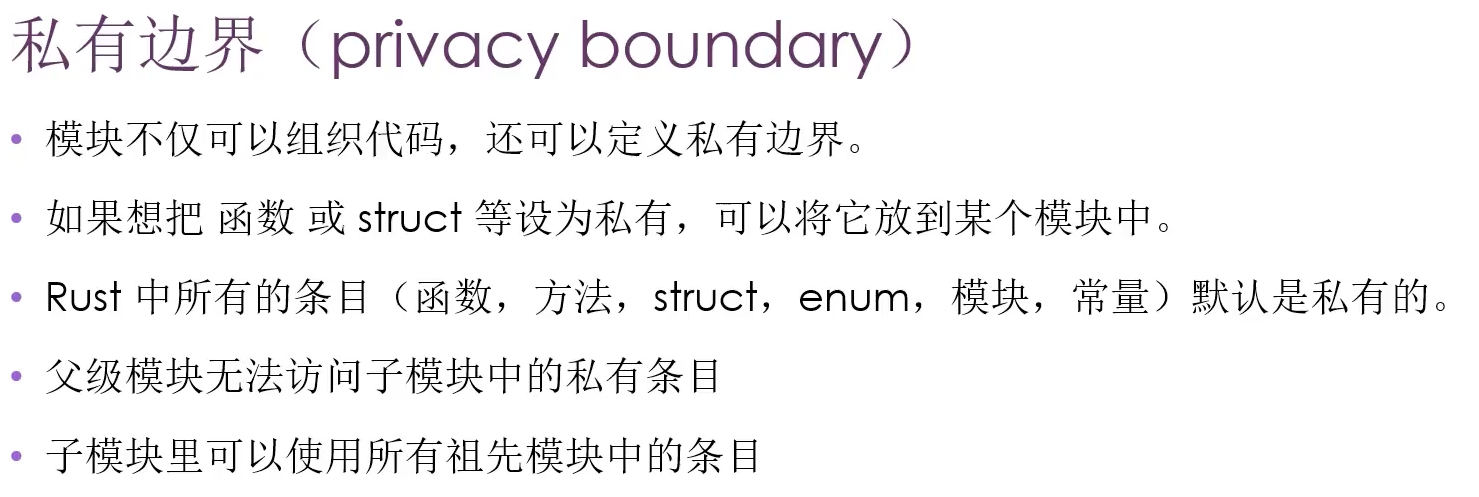 私有边界（privacy boundary）
• 模块不仅可以组织代码，还可以定义私有边界。
• 如果想把 函数 或 struct 等设为私有，可以将它放到某个模块中。
• Rust 中所有的条目（函数，方法，struct，enum，模块，常量）默认是私有的。
• 父级模块无法访问子模块中的私有条目
• 子模块里可以使用所有祖先模块中的条目